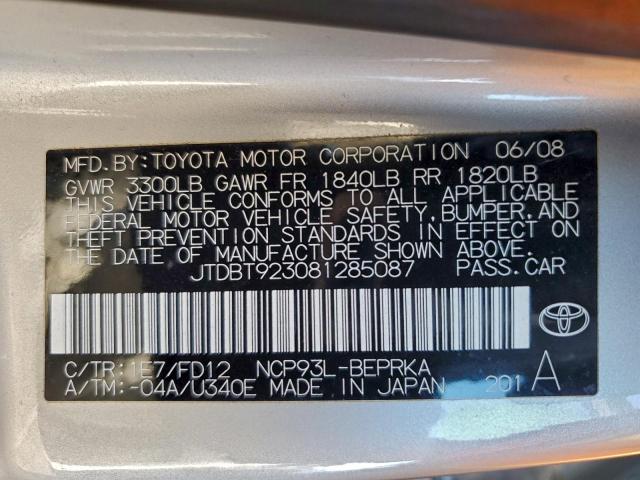 MFD.BY:TOYOTA MOTOR CORPORATION 06/08
GVWR 3300LB GAWR FR 1840LB RR 1820LB
THIS VEHICLE CONFORMS TO ALL APPLICABLE
FEDERAL MOTOR VEHICLE SAFETY,BUMPER,AND
THEFT PREVENTION STANDARDS IN EFFECT ON
THE DATE OF MANUFACTURE SHOWN ABOVE.
JTDBT923081285087 PASS.CAR
C/TR:1E7/FD12 NCP93L-BEPRKA
A/TM:-04A/U340E MADE IN JAPAN 201 A